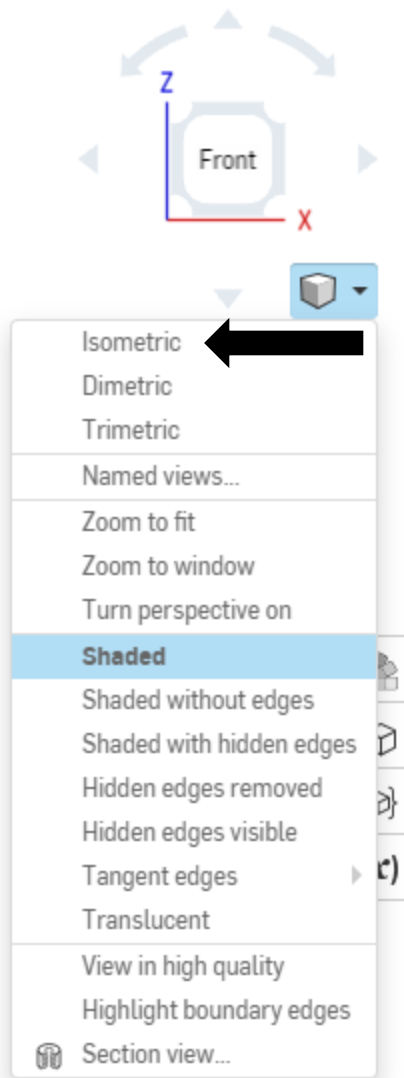 Z
Front
X
Isometric
Dimetric
Trimetric
Named views...
Zoom to fit
Zoom to window
Turn perspective on
Shaded
Shaded without edges
Shaded with hidden edges
Hidden edges removed
Hidden edges visible
Tangent edges
Translucent
View in high quality
Highlight boundary edges
Section view...